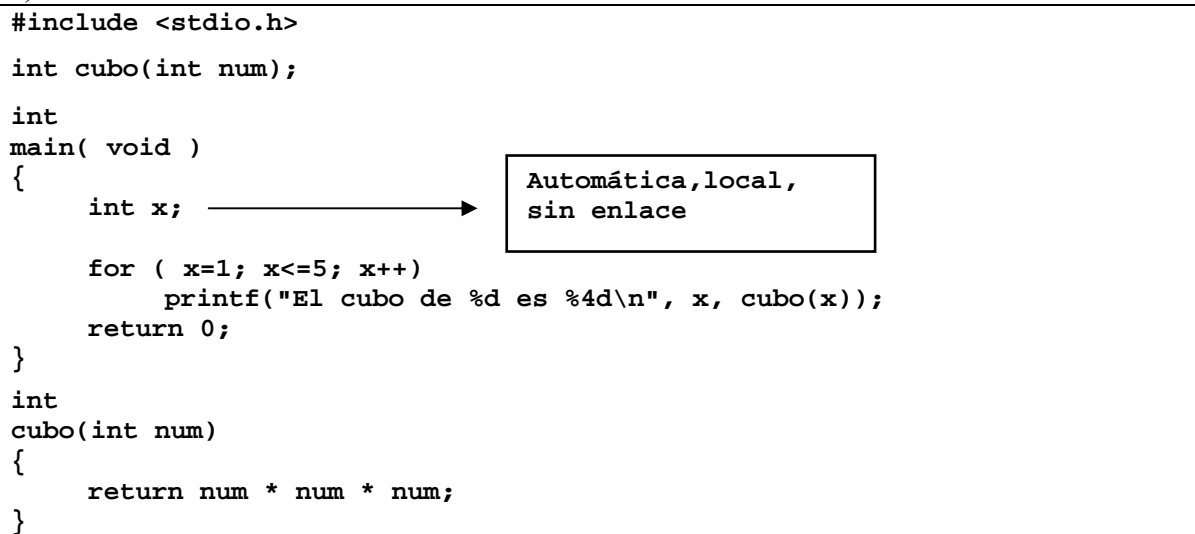 #include <stdio.h>
int cubo(int num);
int
main( void )
{
int x;
Automática,local,
sin enlace
for ( x=1; x<=5; x++)
printf("El cubo de %d es %4d\n", x, cubo(x));
return 0;
}
int
cubo(int num)
{
return num * num * num;
}